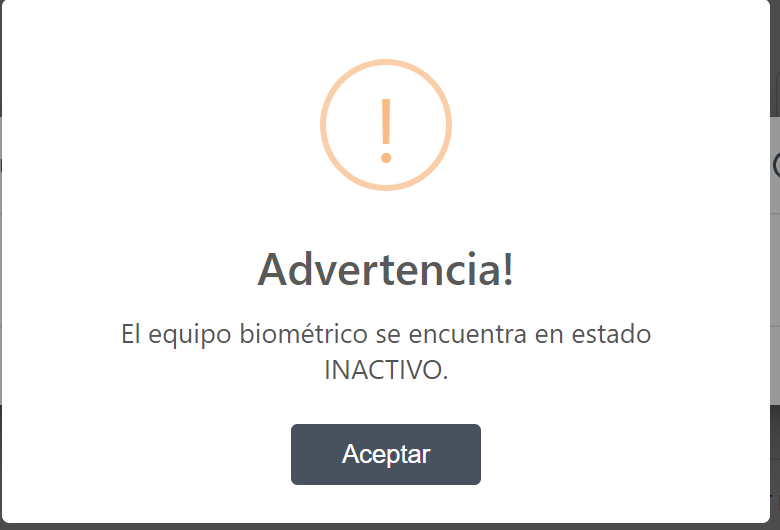 !
Advertencia!
El equipo biométrico se encuentra en estado
INACTIVO.
Aceptar